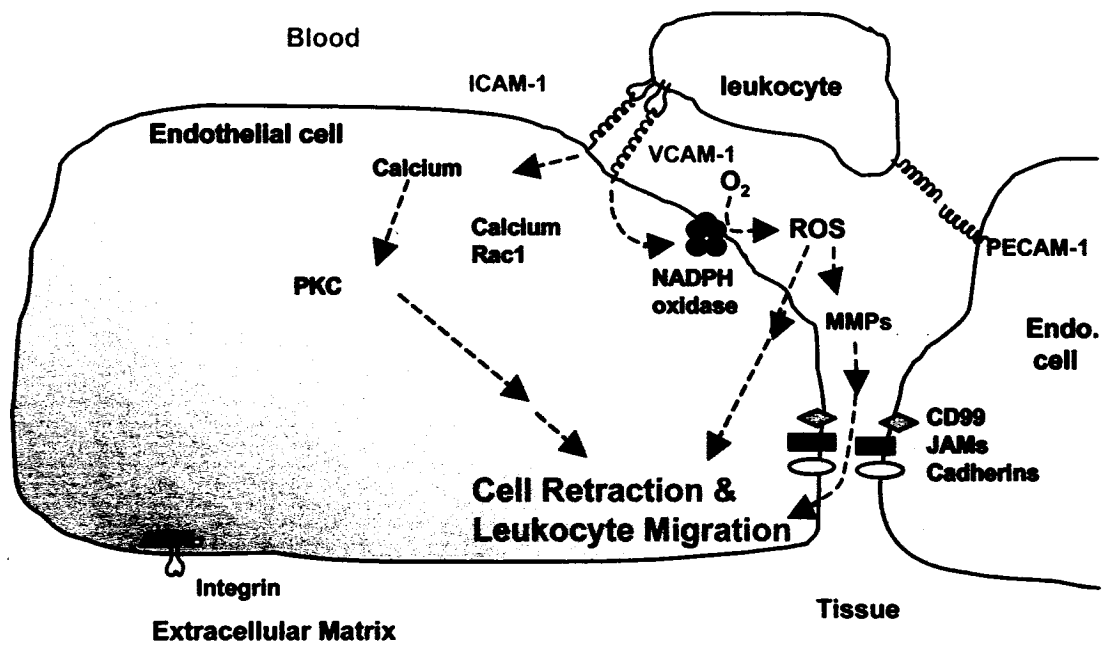 Blood
ICAM-1
leukocyte
Endothelial cell
VCAM-1
Calcium
O₂
Calcium
Rac1
ROS
PECAM-1
PKC
NADPH
oxidase
MMPs
Endo.
cell
CD99
JAMs
Cadherins
Cell Retraction &
Leukocyte Migration
Integrin
Tissue
Extracellular Matrix